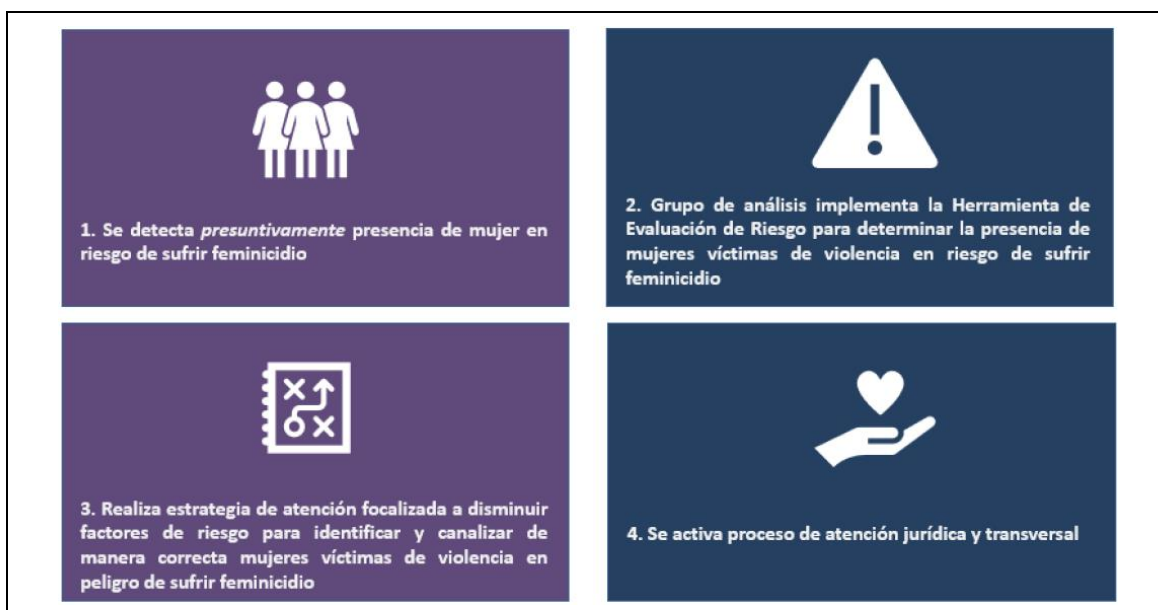 1. Se detecta presuntivamente presencia de mujer en
riesgo de sufrir feminicidio
2. Grupo de análisis implementa la Herramienta de
Evaluación de Riesgo para determinar la presencia de
mujeres víctimas de violencia en riesgo de sufrir
feminicidio
3. Realiza estrategia de atención focalizada a disminuir
factores de riesgo para identificar y canalizar de
manera correcta mujeres víctimas de violencia en
peligro de sufrir feminicidio
4. Se activa proceso de atención jurídica y transversal